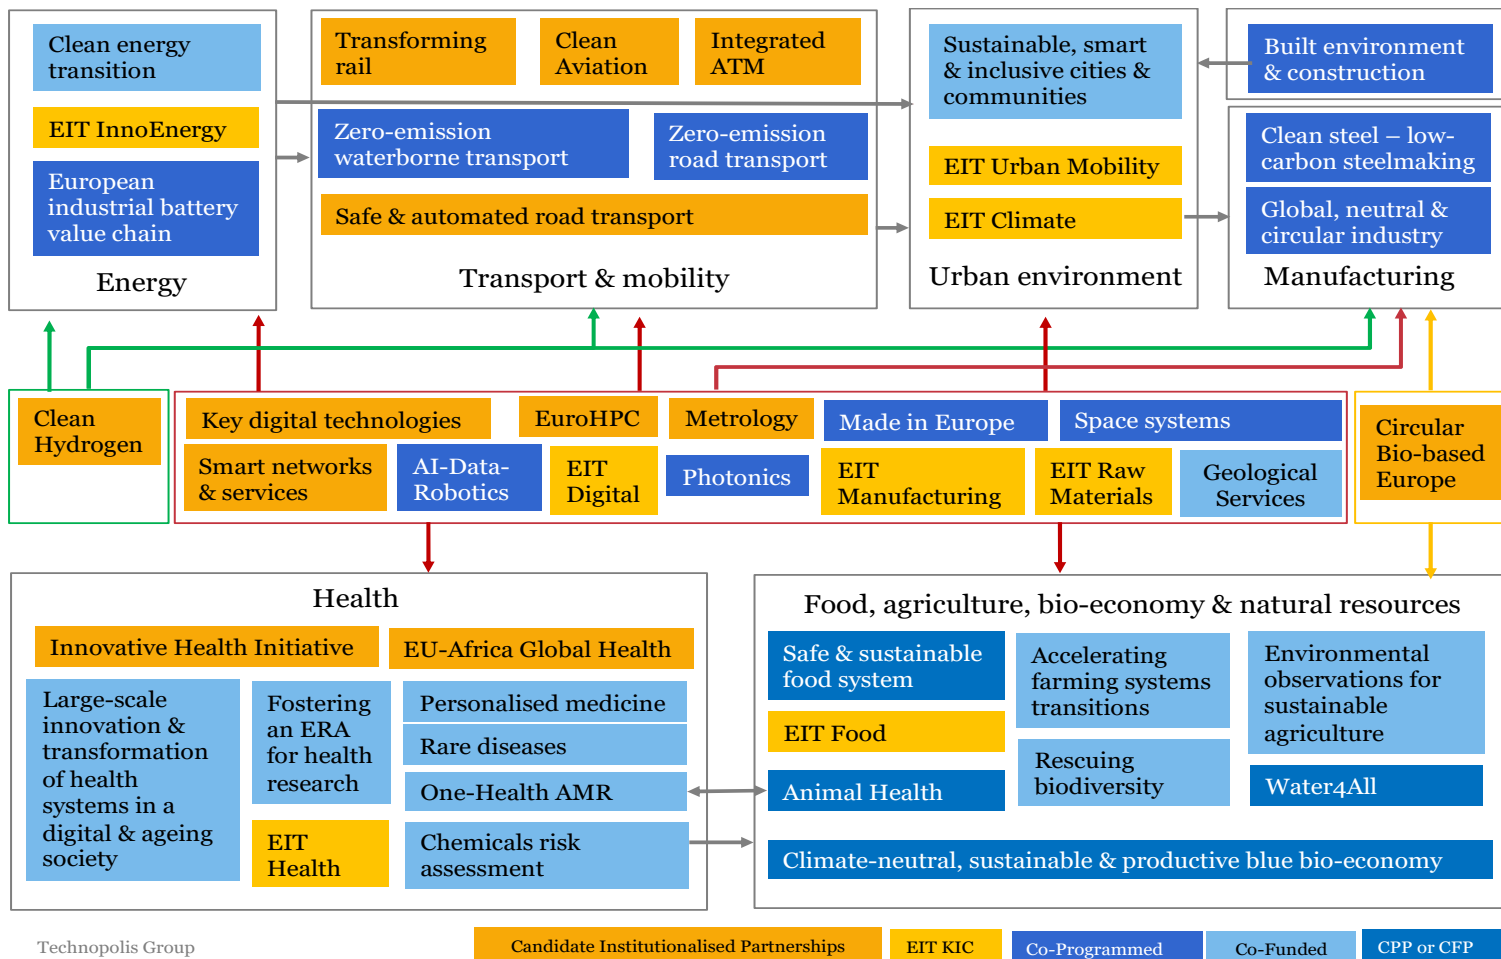 Clean energy
transition
EIT InnoEnergy
European
industrial battery
value chain
Energy
Transforming
rail
Clean
Aviation
Integrated
ATM
Zero-emission
waterborne transport
Zero-emission
road transport
Safe & automated road transport
Transport & mobility
Sustainable, smart
& inclusive cities &
communities
EIT Urban Mobility
EIT Climate
Urban environment
Built environment
& construction
Clean steel – low-
carbon steelmaking
Global, neutral &
circular industry
Manufacturing
Clean
Hydrogen
Key digital technologies
EuroHPC
Metrology
Made in Europe
Space systems
Smart networks
& services
AI-Data-
Robotics
EIT
Digital
Photonics
EIT
Manufacturing
EIT Raw
Materials
Geological
Services
Circular
Bio-based
Europe
Health
Innovative Health Initiative
EU-Africa Global Health
Large-scale
innovation &
transformation
of health
systems in a
digital & ageing
society
Fostering
an ERA
for health
research
EIT
Health
Personalised medicine
Rare diseases
One-Health AMR
Chemicals risk
assessment
Food, agriculture, bio-economy & natural resources
Safe & sustainable
food system
EIT Food
Animal Health
Accelerating
farming systems
transitions
Rescuing
biodiversity
Environmental
observations for
sustainable
agriculture
Water4All
Climate-neutral, sustainable & productive blue bio-economy
Technopolis Group
Candidate Institutionalised Partnerships
EIT KIC
Co-Programmed
Co-Funded
CPP or CFP